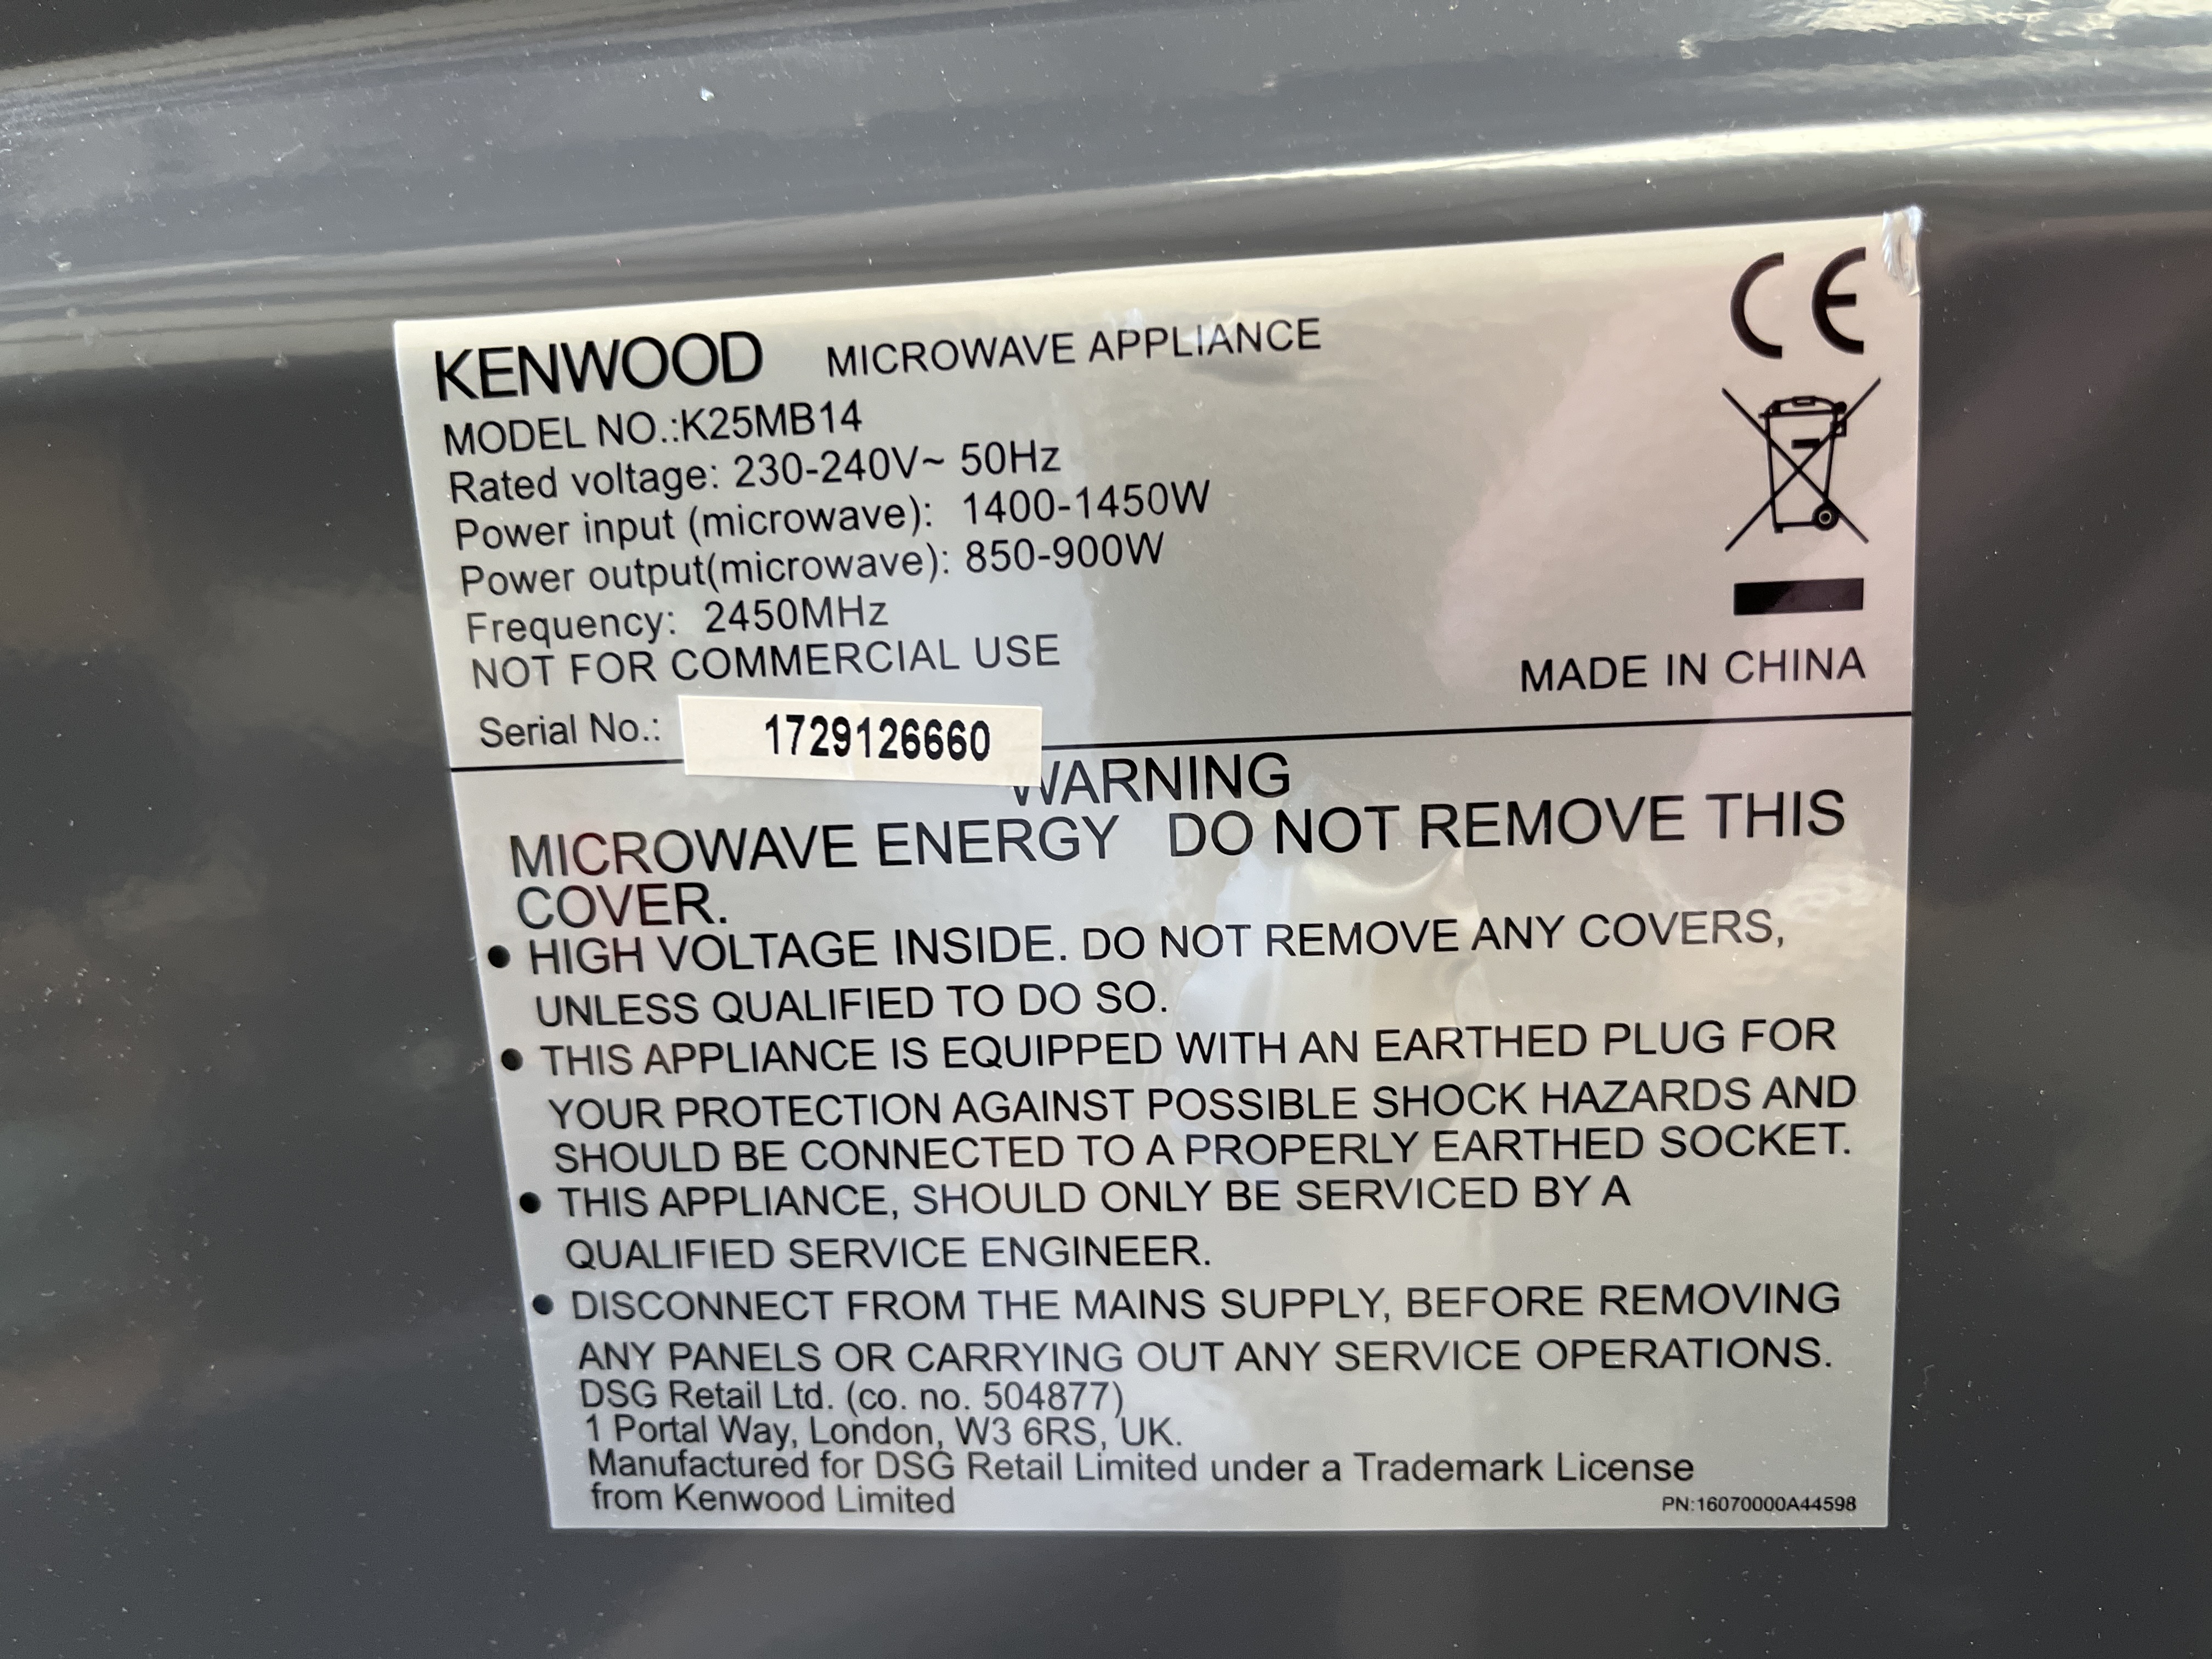 KENWOOD MICROWAVE APPLIANCE
CE
MODEL NO.:K25MB14
Rated voltage: 230-240V~ 50Hz
Power input (microwave): 1400-1450W
Power output(microwave): 850-900W
Frequency: 2450MHz
NOT FOR COMMERCIAL USE
MADE IN CHINA
Serial No.: 1729126660
WARNING
MICROWAVE ENERGY DO NOT REMOVE THIS
COVER.
● HIGH VOLTAGE INSIDE. DO NOT REMOVE ANY COVERS,
UNLESS QUALIFIED TO DO SO.
● THIS APPLIANCE IS EQUIPPED WITH AN EARTHED PLUG FOR
YOUR PROTECTION AGAINST POSSIBLE SHOCK HAZARDS AND
SHOULD BE CONNECTED TO A PROPERLY EARTHED SOCKET.
● THIS APPLIANCE, SHOULD ONLY BE SERVICED BY A
QUALIFIED SERVICE ENGINEER.
● DISCONNECT FROM THE MAINS SUPPLY, BEFORE REMOVING
ANY PANELS OR CARRYING OUT ANY SERVICE OPERATIONS.
DSG Retail Ltd. (co. no. 504877)
1 Portal Way, London, W3 6RS, UK.
Manufactured for DSG Retail Limited under a Trademark License
from Kenwood Limited
PN:16070000A44598